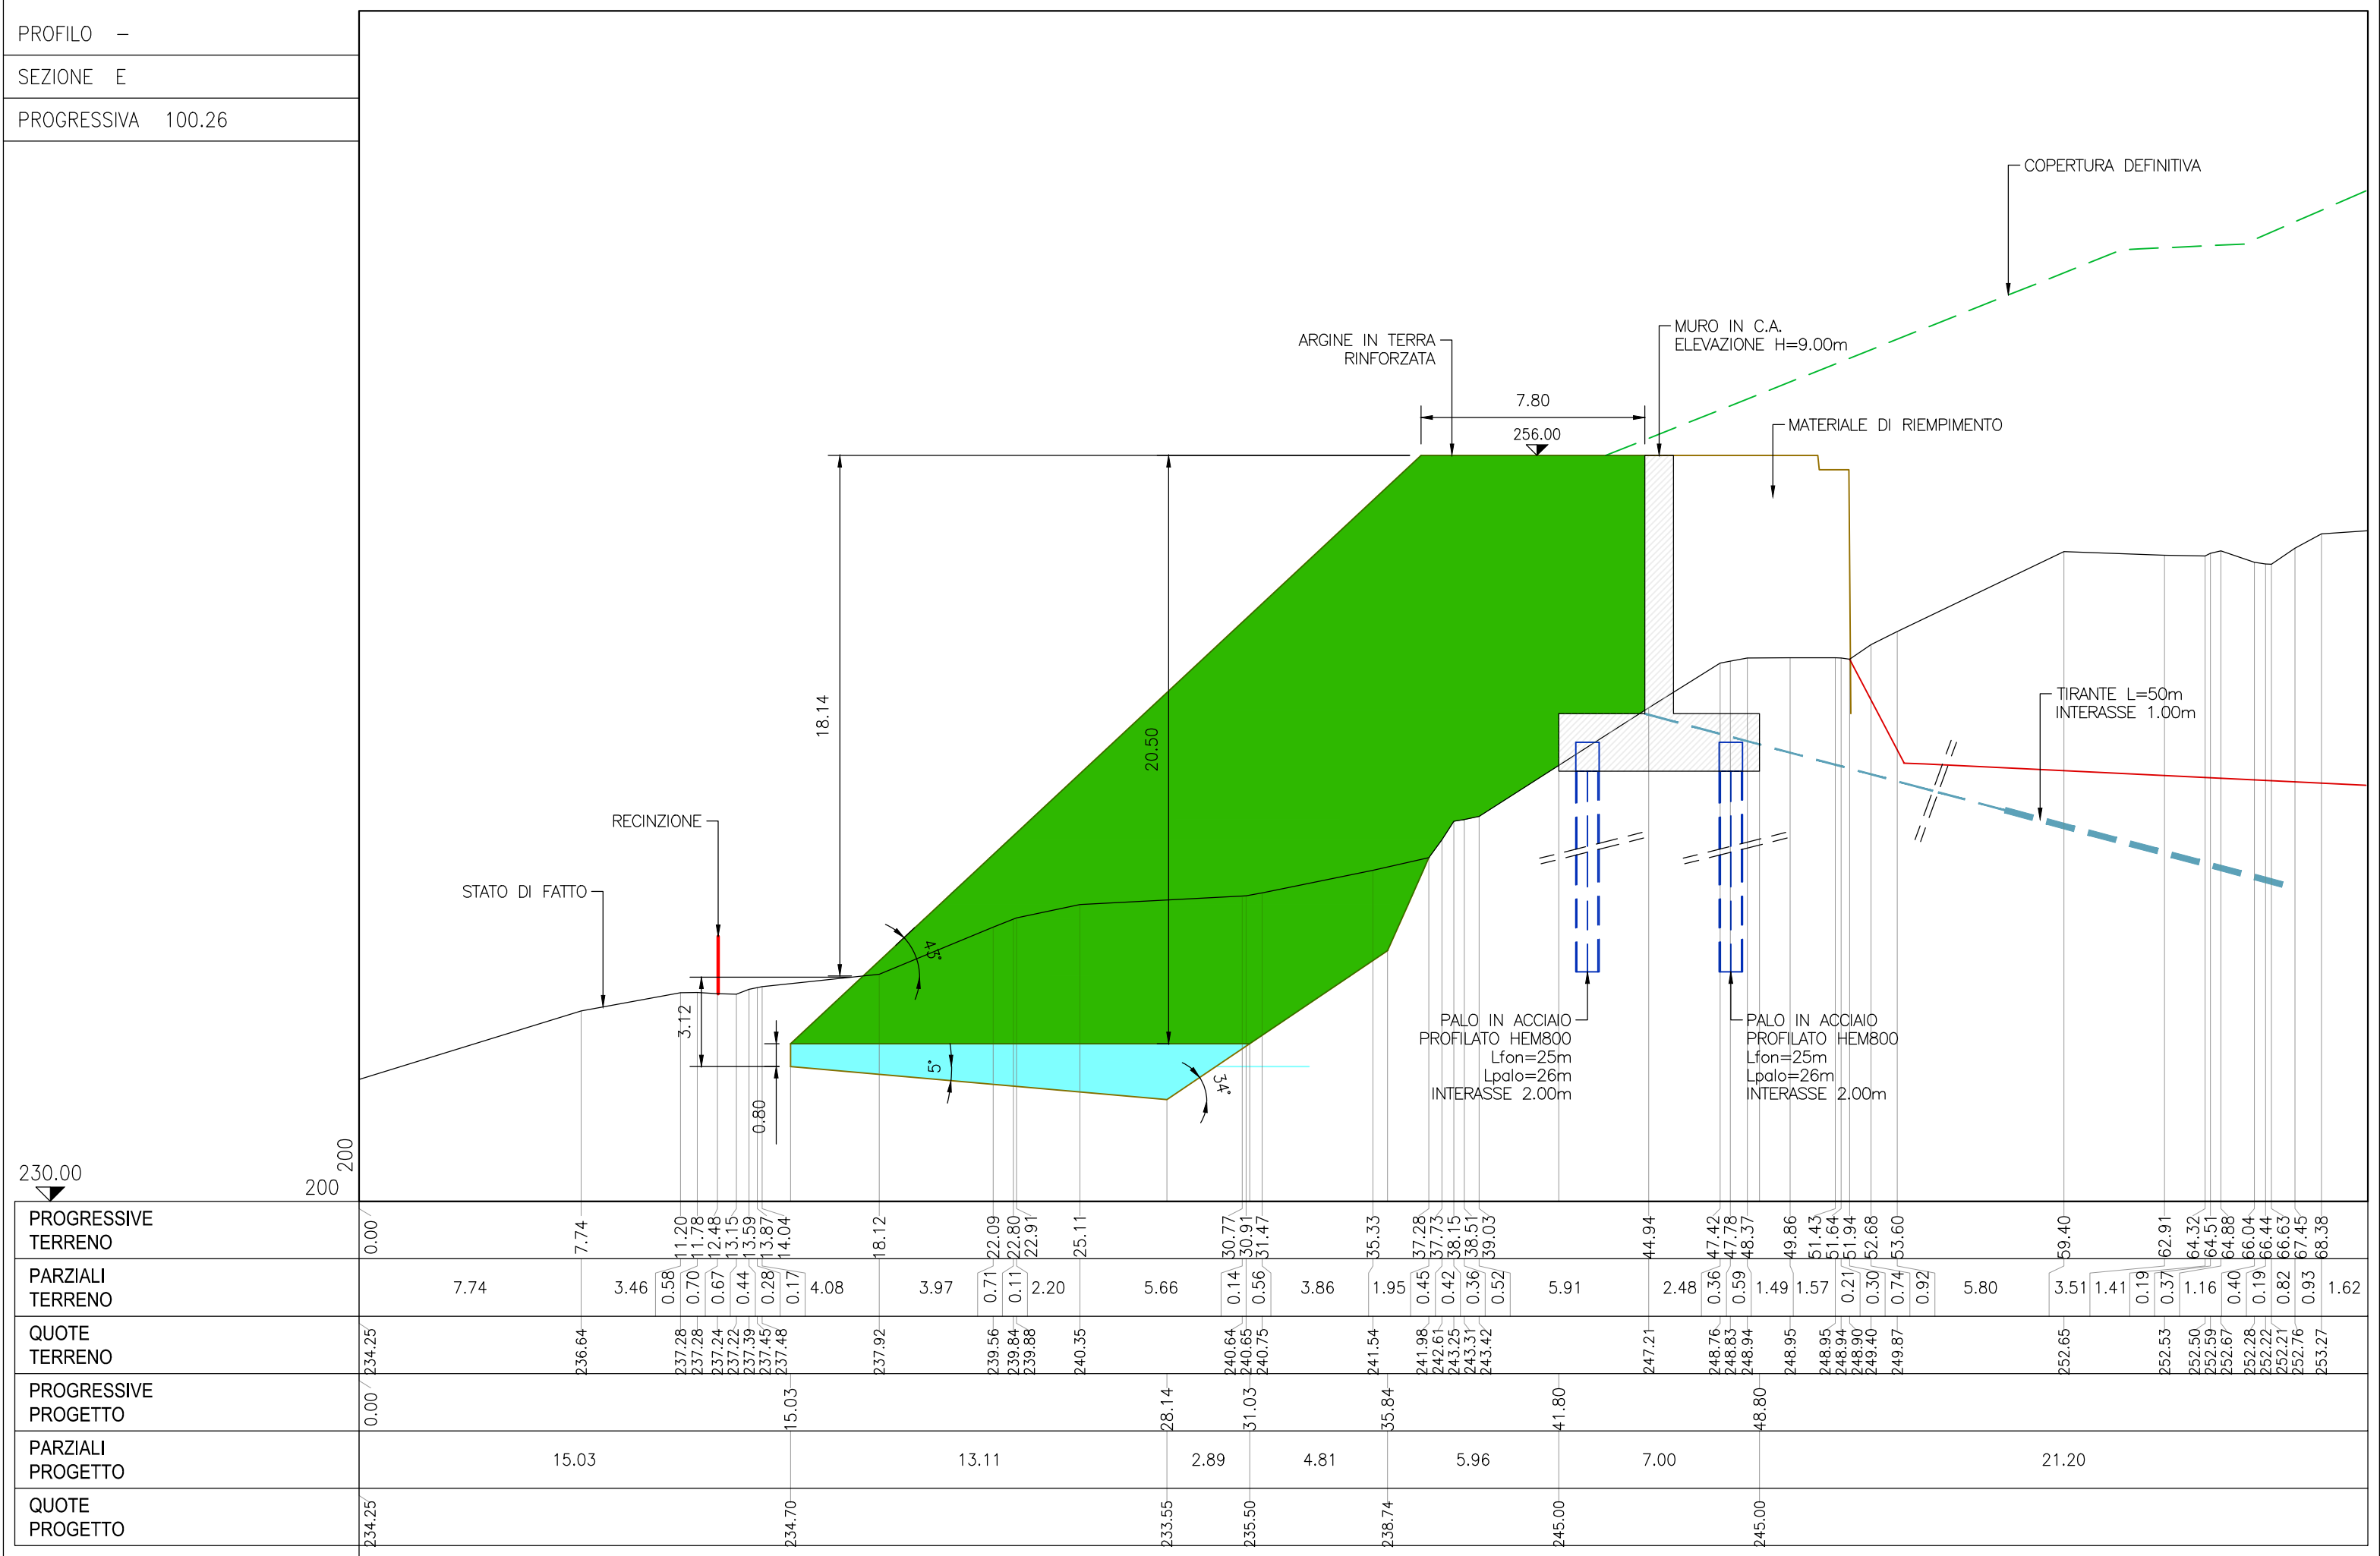 PROFILO –
SEZIONE E
PROGRESSIVA 100.26
COPERTURA DEFINITIVA
MURO IN C.A.
ELEVAZIONE H=9.00m
ARGINE IN TERRA
RINFORZATA
7.80
256.00
MATERIALE DI RIEMPIMENTO
18.14
20.50
TIRANTE L=50m
INTERASSE 1.00m
RECINZIONE
STATO DI FATTO
45°
3.12
0.80
5°
34°
PALO IN ACCIAIO
PROFILATO HEM800
Lfon=25m
Lpalo=26m
INTERASSE 2.00m
PALO IN ACCIAIO
PROFILATO HEM800
Lfon=25m
Lpalo=26m
INTERASSE 2.00m
200
200
230.00
PROGRESSIVE
TERRENO
0.00 7.74 11.20 11.78 12.48 13.15 13.59 13.87 14.04 18.12 22.09 22.80 22.91 25.11 30.77 30.91 31.47 35.33 37.28 37.73 38.15 38.51 39.03 44.94 47.42 47.78 48.37 49.86 51.43 51.64 51.94 52.68 53.60 59.40 62.91 64.32 64.51 64.88 66.04 66.44 66.63 67.45 68.38
PARZIALI
TERRENO
7.74 3.46 0.58 0.70 0.67 0.44 0.28 0.17 4.08 3.97 0.71 0.11 2.20 5.66 0.14 0.56 3.86 1.95 0.45 0.42 0.36 0.52 5.91 2.48 0.36 0.59 1.49 1.57 0.21 0.30 0.74 0.92 5.80 3.51 1.41 0.19 0.37 1.16 0.40 0.19 0.82 0.93 1.62
QUOTE
TERRENO
234.25 236.64 237.28 237.28 237.24 237.22 237.39 237.45 237.48 237.92 239.56 239.84 239.88 240.35 240.64 240.65 240.75 241.54 241.98 242.61 243.25 243.31 243.42 247.21 248.76 248.83 248.94 248.95 248.95 248.94 248.90 249.40 249.87 252.65 252.53 252.50 252.59 252.67 252.28 252.22 252.21 252.76 253.27
PROGRESSIVE
PROGETTO
0.00 15.03 28.14 31.03 35.84 41.80 48.80
PARZIALI
PROGETTO
15.03 13.11 2.89 4.81 5.96 7.00 21.20
QUOTE
PROGETTO
234.25 234.70 233.55 235.50 238.74 245.00 245.00